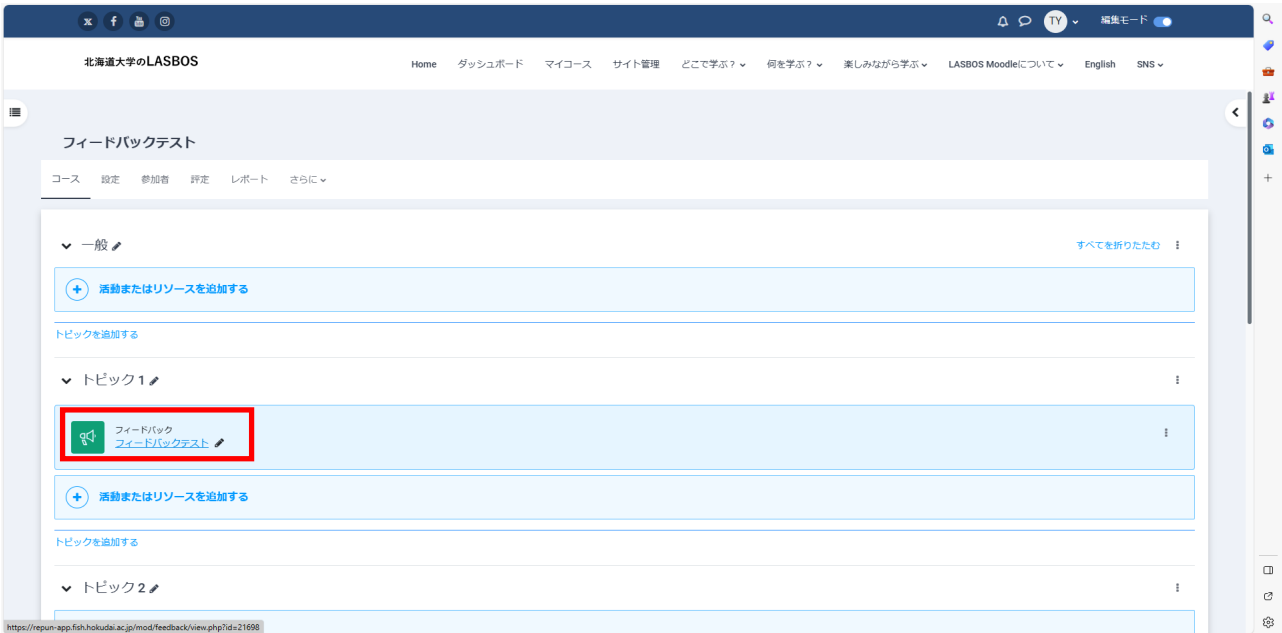 TY
編集モード
北海道大学のLASBOS
Home ダッシュボード マイコース サイト管理 どこで学ぶ？ 何を学ぶ？ 楽しみながら学ぶ LASBOS Moodleについて English SNS
フィードバックテスト
コース 設定 参加者 評定 レポート さらに
一般
すべてを折りたたむ
活動またはリソースを追加する
トピックを追加する
トピック 1
フィードバック
フィードバックテスト
活動またはリソースを追加する
トピックを追加する
トピック 2
https://repun-app.fish.hokudai.ac.jp/mod/feedback/view.php?id=21698